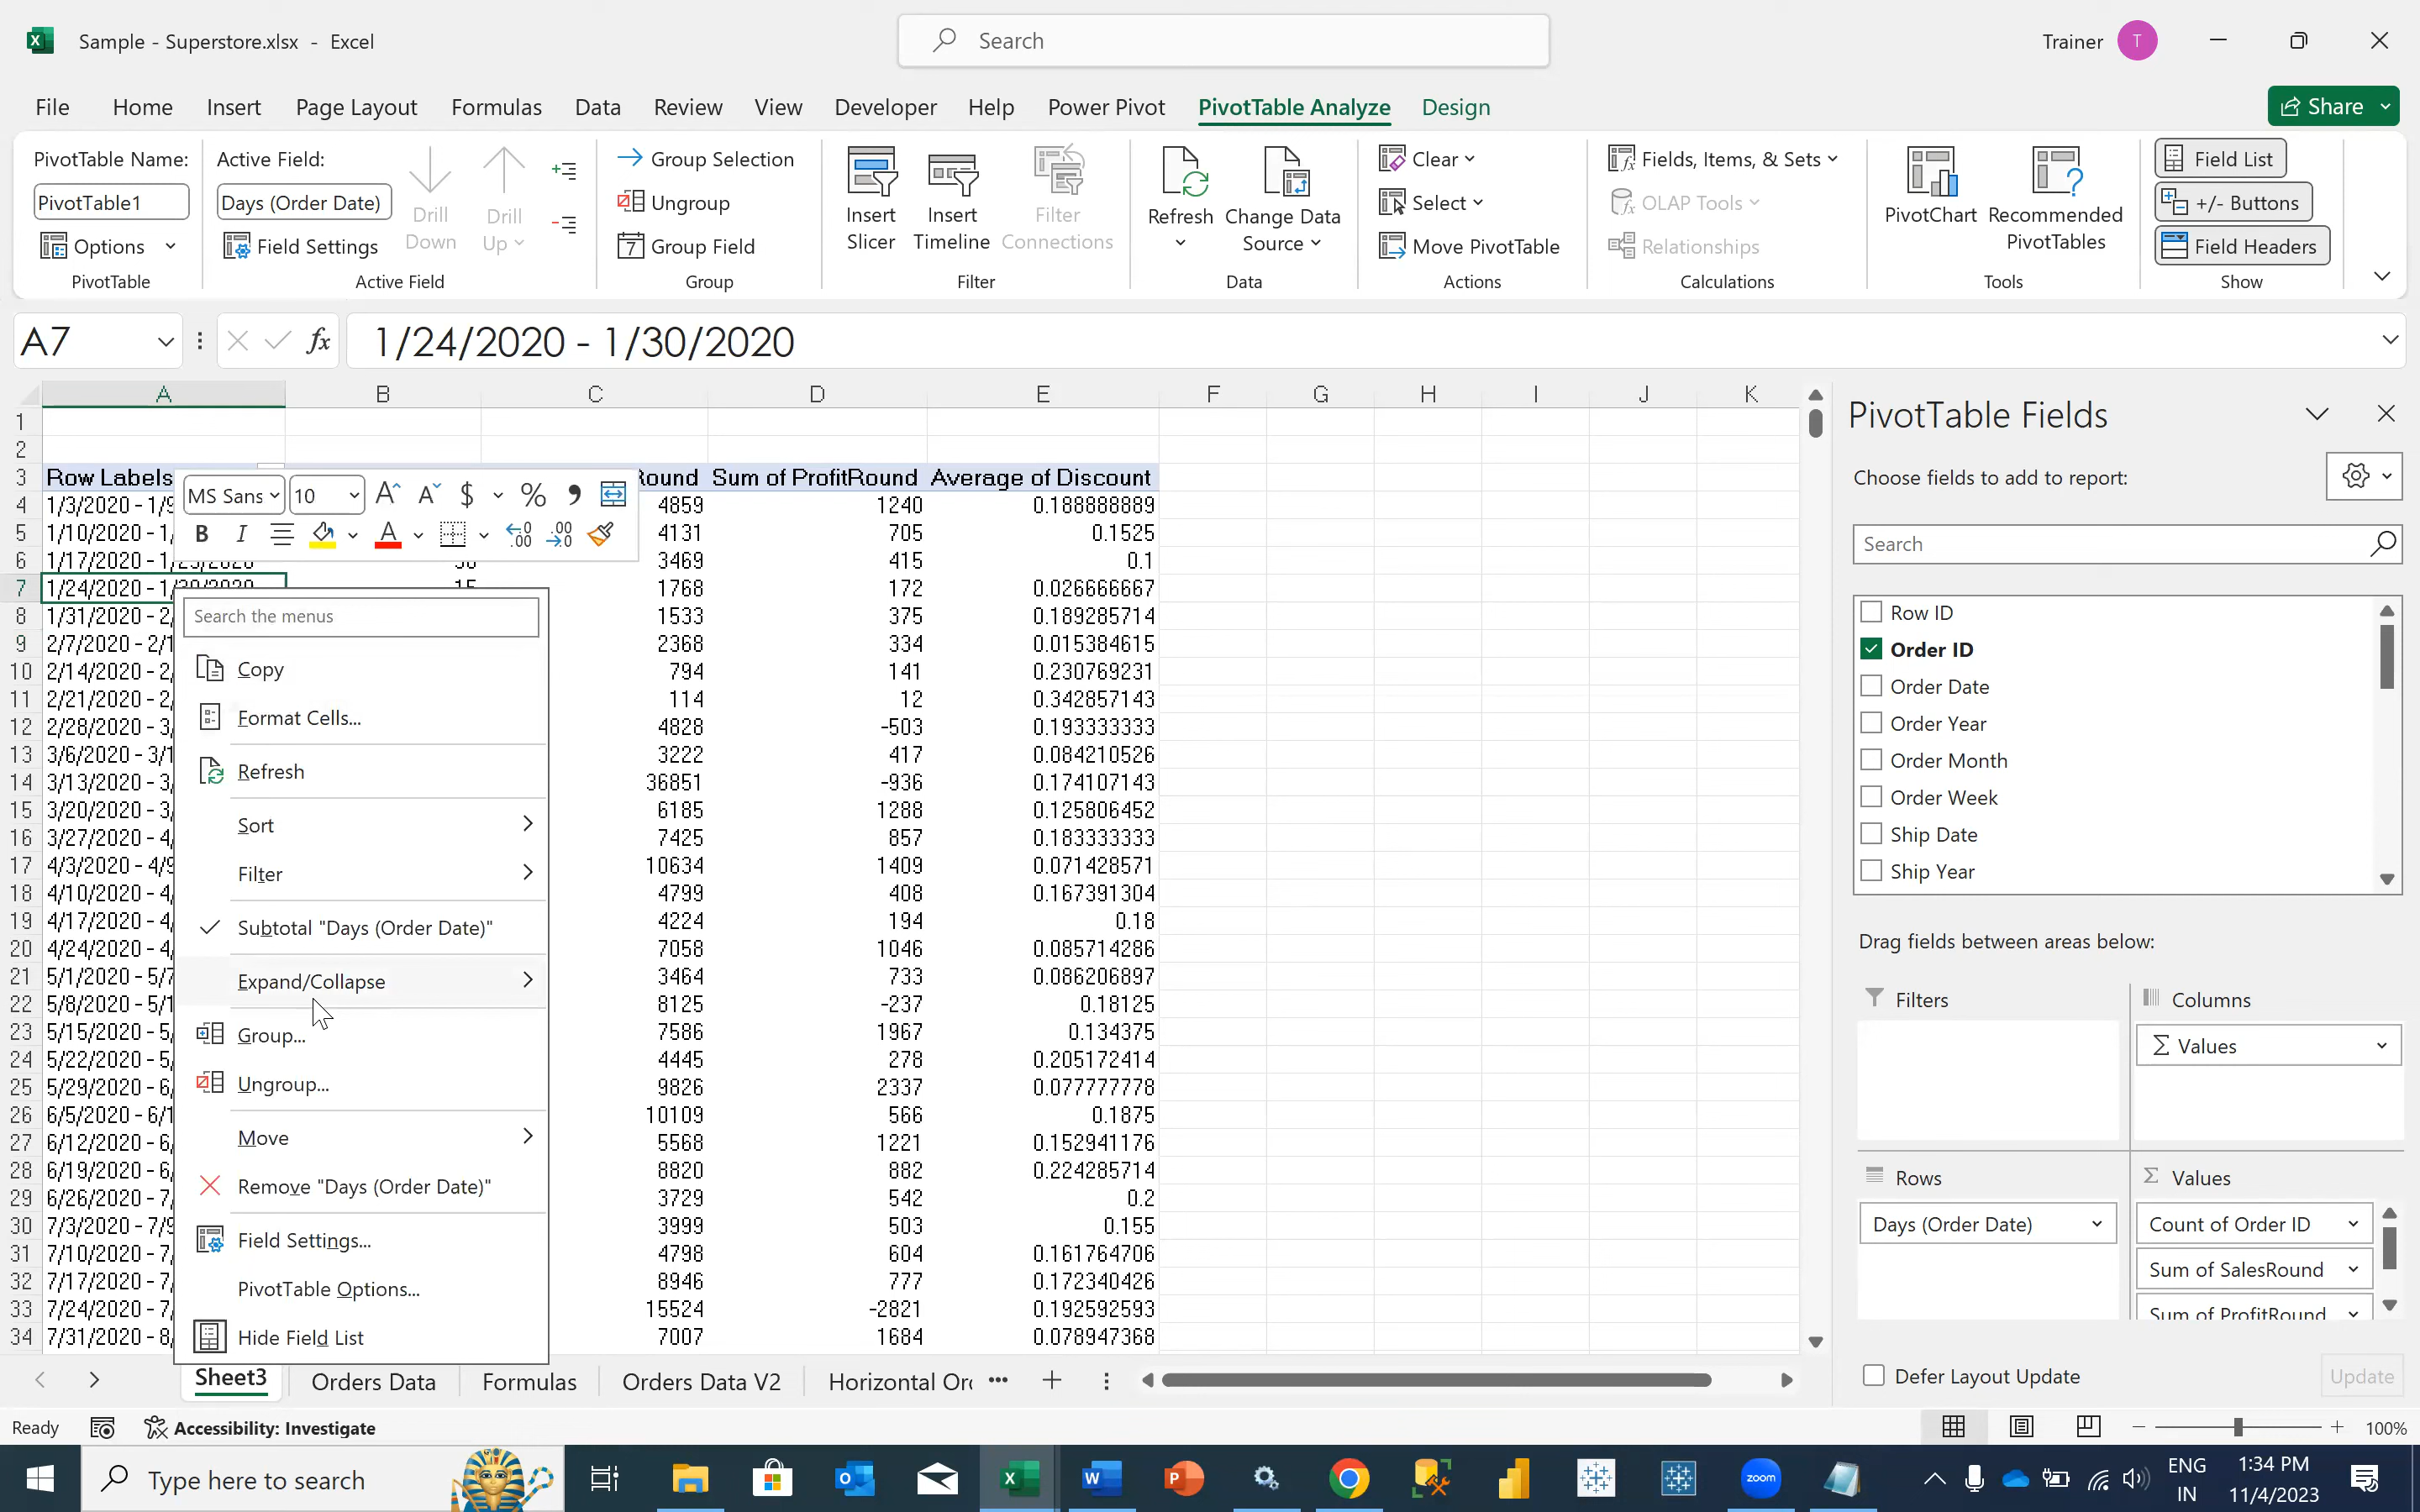 Sample - Superstore.xlsx - Excel
Search
Trainer
T
File Home Insert Page Layout Formulas Data Review View Developer Help Power Pivot PivotTable Analyze Design
Share
PivotTable Name:
PivotTable1
Options
PivotTable
Active Field:
Days (Order Date)
Field Settings
Drill Down
Drill Up
Active Field
Group Selection
Ungroup
Group Field
Group
Insert Slicer
Insert Timeline
Filter Connections
Filter
Refresh
Change Data Source
Data
Clear
Select
Move PivotTable
Actions
Fields, Items, & Sets
OLAP Tools
Relationships
Calculations
PivotChart
Recommended PivotTables
Tools
Field List
+/- Buttons
Field Headers
Show
A7
fx
1/24/2020 - 1/30/2020
A B C D E F G H I J K
1
2
3 Row Labels Sum of ProfitRound Average of Discount
4 1/3/2020 - 1/9 4859 1240 0.188888889
5 1/10/2020 - 1/ 4131 705 0.1525
6 3469 415 0.1
7 1/24/2020 - 1768 172 0.026666667
8 1/31/2020 - 2/ 1533 375 0.189285714
9 2/7/2020 - 2/1 2368 334 0.015384615
10 2/14/2020 - 2/ 794 141 0.230769231
11 2/21/2020 - 2/ 114 12 0.342857143
12 2/28/2020 - 3/ 4828 -503 0.193333333
13 3/6/2020 - 3/1 3222 417 0.084210526
14 3/13/2020 - 3/ 36851 -936 0.174107143
15 3/20/2020 - 3/ 6185 1288 0.125806452
16 3/27/2020 - 4/ 7425 857 0.183333333
17 4/3/2020 - 4/9 10634 1409 0.071428571
18 4/10/2020 - 4/ 4799 408 0.167391304
19 4/17/2020 - 4/ 4224 194 0.18
20 4/24/2020 - 4/ 7058 1046 0.085714286
21 5/1/2020 - 5/7 3464 733 0.086206897
22 5/8/2020 - 5/1 8125 -237 0.18125
23 5/15/2020 - 5/ 7586 1967 0.134375
24 5/22/2020 - 5/ 4445 278 0.205172414
25 5/29/2020 - 6/ 9826 2337 0.077777778
26 6/5/2020 - 6/1 10109 566 0.1875
27 6/12/2020 - 6/ 5568 1221 0.152941176
28 6/19/2020 - 6/ 8820 882 0.224285714
29 6/26/2020 - 7/ 3729 542 0.2
30 7/3/2020 - 7/9 3999 503 0.155
31 7/10/2020 - 7/ 4798 604 0.161764706
32 7/17/2020 - 7/ 8946 777 0.172340426
33 7/24/2020 - 7/ 15524 -2821 0.192592593
34 7/31/2020 - 8/ 7007 1684 0.078947368
MS Sans 10 A A $ % ,
B I A .00 .00
Search the menus
Copy
Format Cells...
Refresh
Sort
Filter
Subtotal "Days (Order Date)"
Expand/Collapse
Group...
Ungroup...
Move
Remove "Days (Order Date)"
Field Settings...
PivotTable Options...
Hide Field List
PivotTable Fields
Choose fields to add to report:
Search
Row ID
Order ID
Order Date
Order Year
Order Month
Order Week
Ship Date
Ship Year
Drag fields between areas below:
Filters
Columns
Σ Values
Rows
Days (Order Date)
Σ Values
Count of Order ID
Sum of SalesRound
Sum of ProfitRound
Defer Layout Update
Update
Sheet3 Orders Data Formulas Orders Data V2 Horizontal Orc ...
Ready
Accessibility: Investigate
100%
Type here to search
zoom
ENG
IN
1:34 PM
11/4/2023